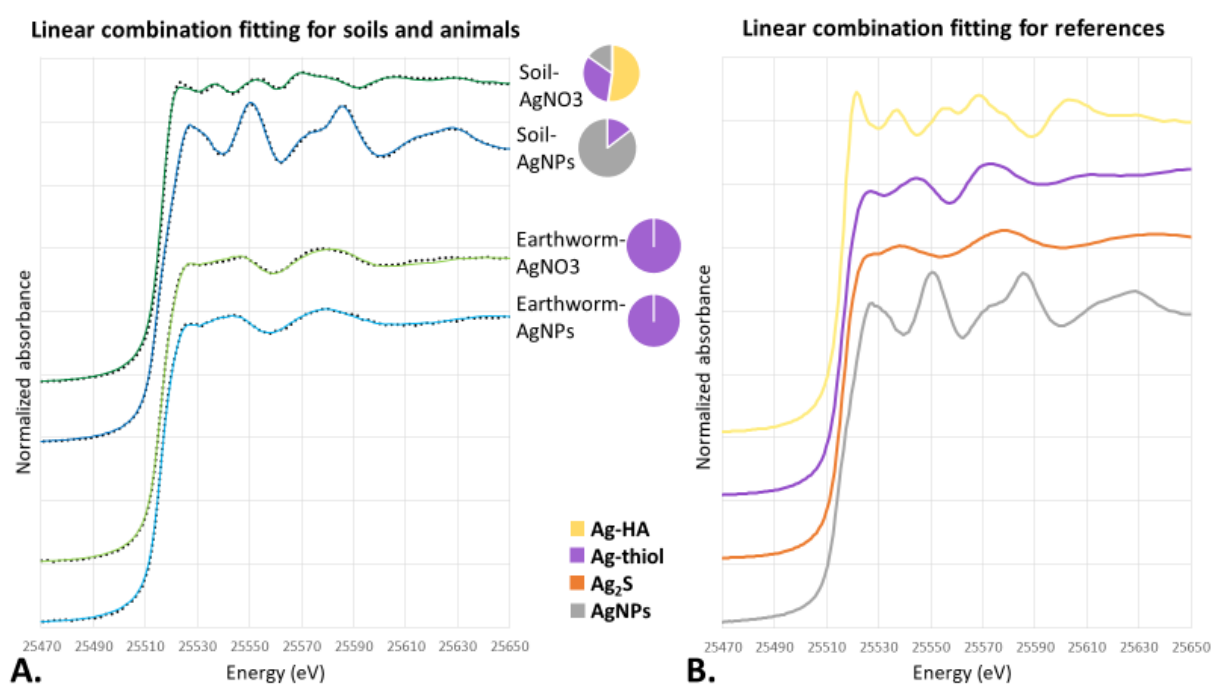 Linear combination fitting for soils and animals
Soil-
AgNO3
Soil-
AgNPs
Earthworm-
AgNO3
Earthworm-
AgNPs
Normalized absorbance
25470 25490 25510 25530 25550 25570 25590 25610 25630 25650
Energy (eV)
A.
Ag-HA
Ag-thiol
Ag₂S
AgNPs
Linear combination fitting for references
Normalized absorbance
25470 25490 25510 25530 25550 25570 25590 25610 25630 25650
Energy (eV)
B.